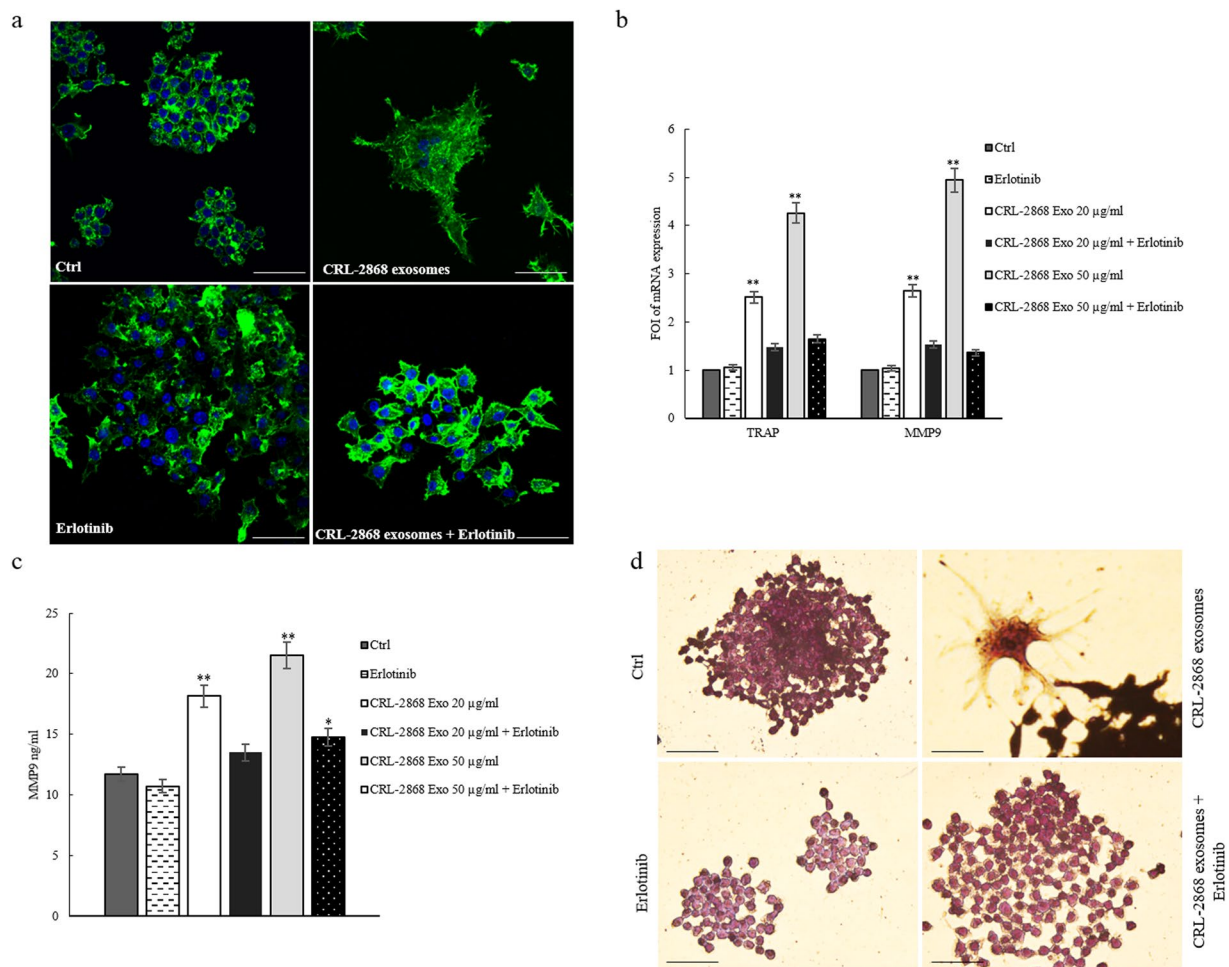 a
Ctrl
CRL-2868 exosomes
Erlotinib
CRL-2868 exosomes + Erlotinib
b
FOI of mRNA expression
6
5
4
3
2
1
0
**
**
**
**
TRAP
MMP9
Ctrl
Erlotinib
CRL-2868 Exo 20 µg/ml
CRL-2868 Exo 20 µg/ml + Erlotinib
CRL-2868 Exo 50 µg/ml
CRL-2868 Exo 50 µg/ml + Erlotinib
c
MMP9 ng/ml
25
20
15
10
5
0
**
**
*
Ctrl
Erlotinib
CRL-2868 Exo 20 µg/ml
CRL-2868 Exo 20 µg/ml + Erlotinib
CRL-2868 Exo 50 µg/ml
CRL-2868 Exo 50 µg/ml + Erlotinib
d
Ctrl
CRL-2868 exosomes
Erlotinib
CRL-2868 exosomes +
Erlotinib